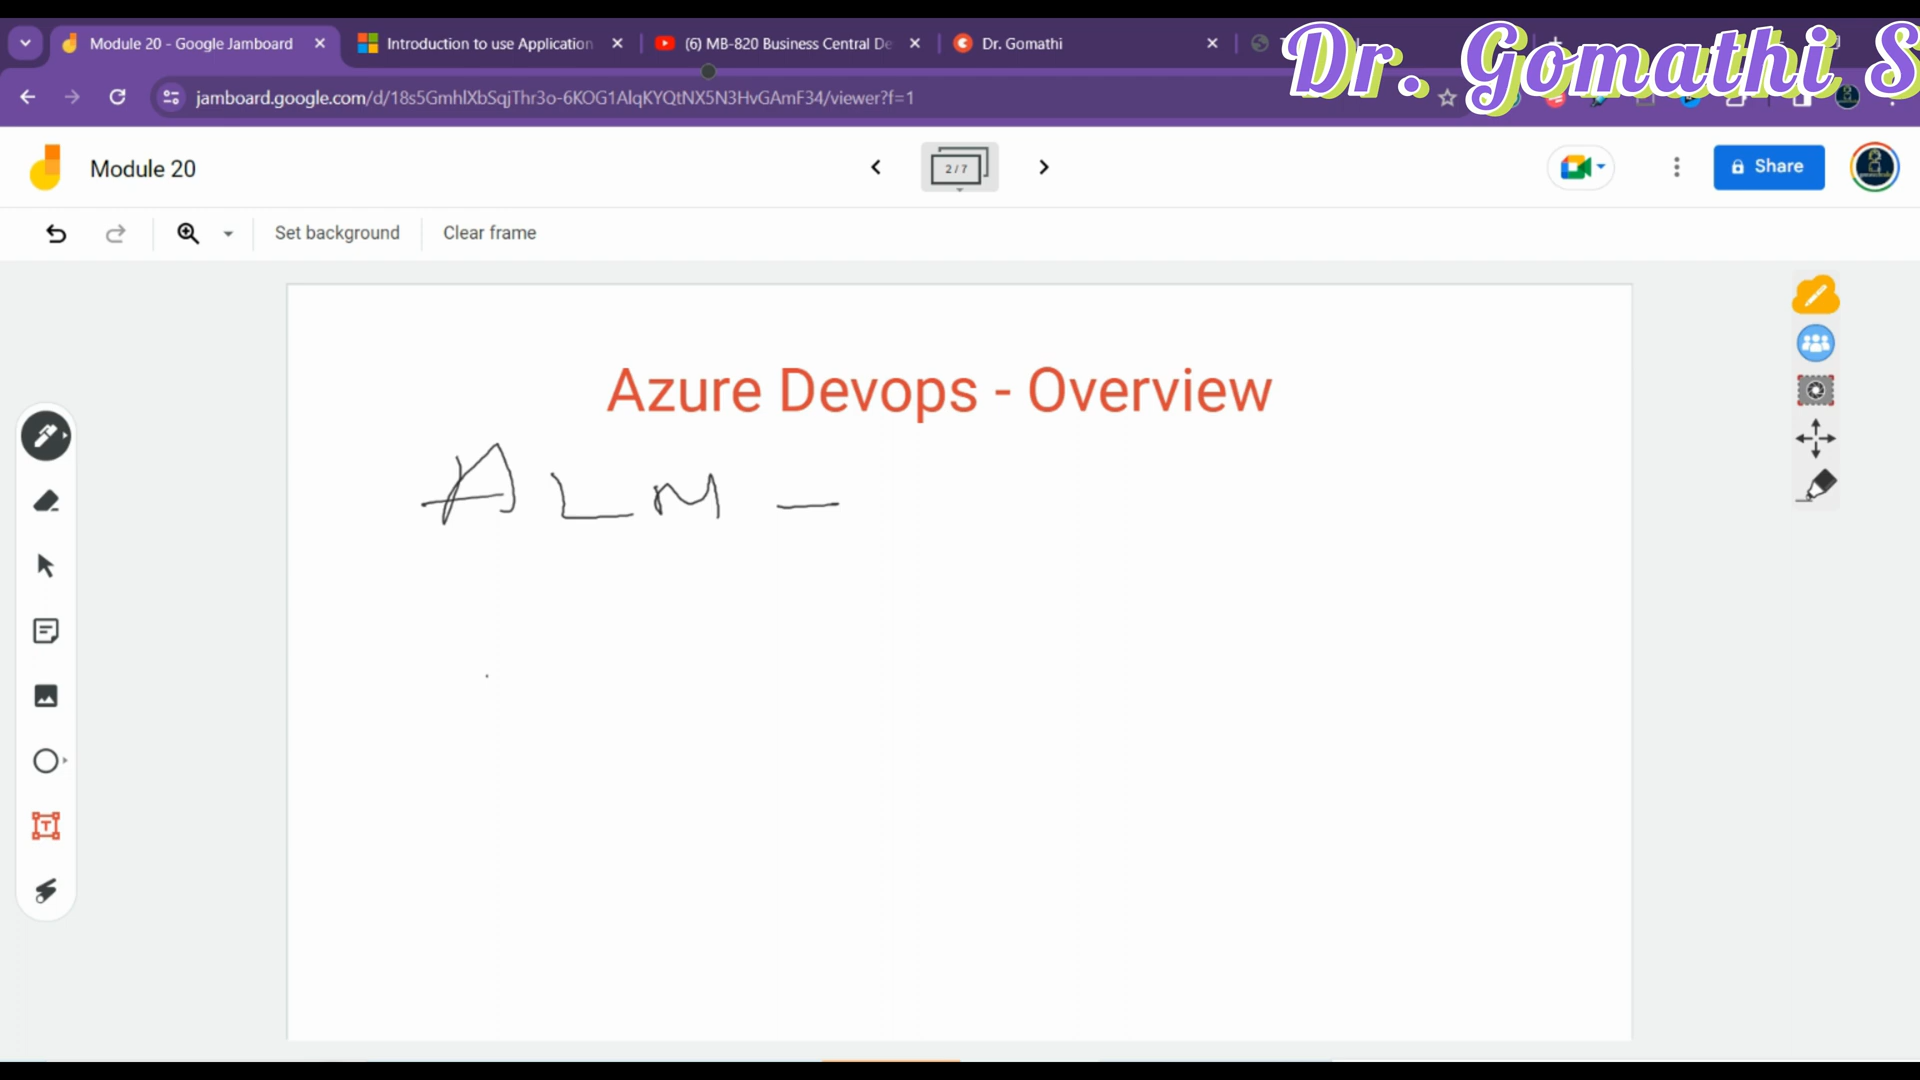 Module 20 - Google Jamboard
Introduction to use Application
(6) MB-820 Business Central De
Dr. Gomathi
Dr. Gomathi S
jamboard.google.com/d/18s5GmhlXbSqjThr3o-6KOG1AlqKYQtNX5N3HvGAmF34/viewer?f=1
Module 20
2 / 7
Share
Set background
Clear frame
Azure Devops - Overview
ALM -